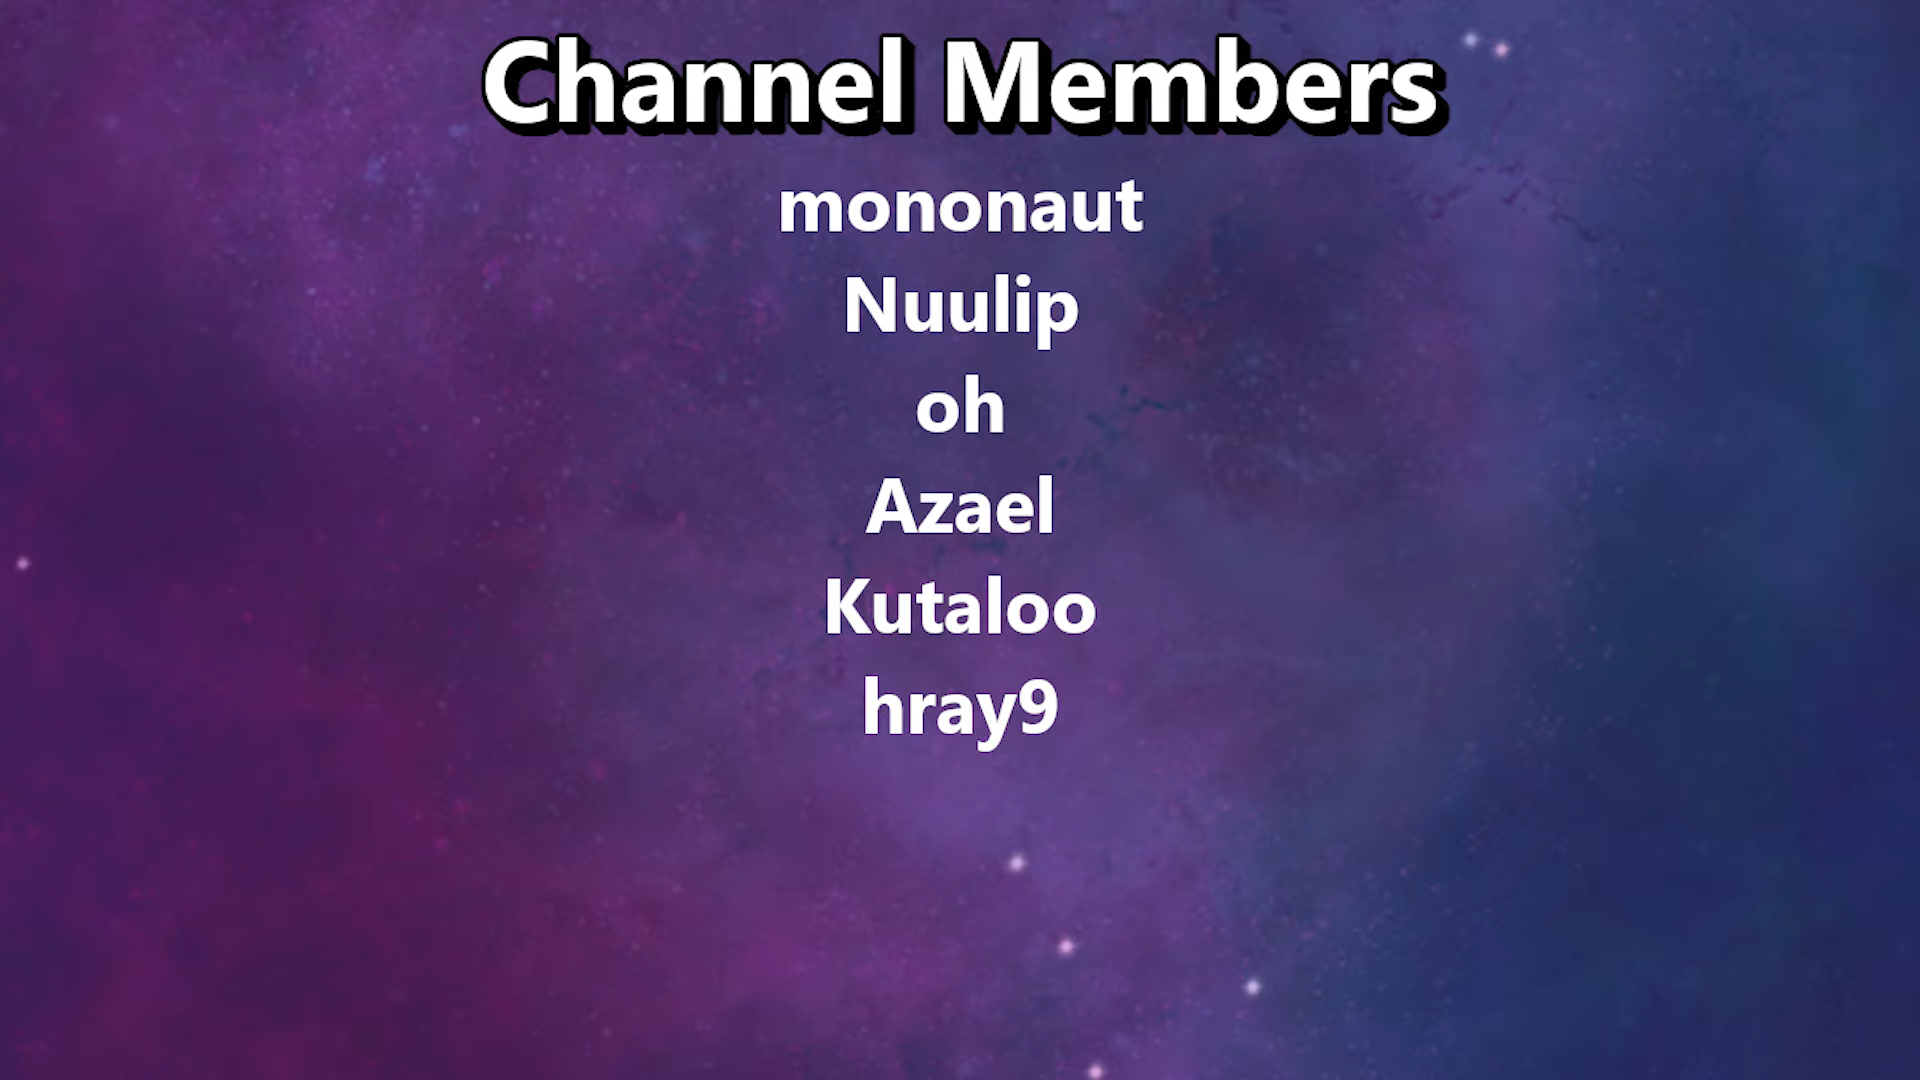 Channel Members
mononaut
Nuulip
oh
Azael
Kutaloo
hray9